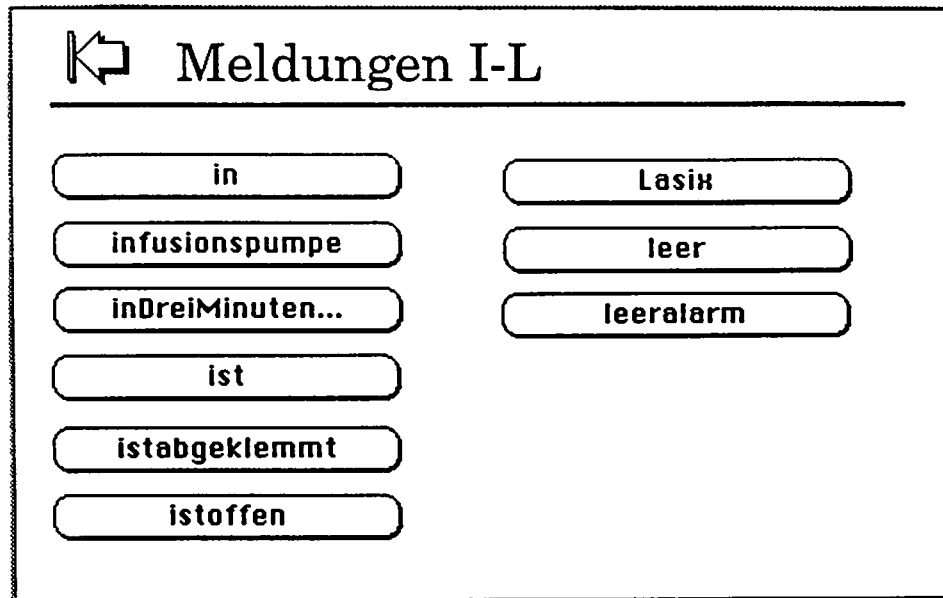 Meldungen I-L
in
infusionspumpe
inDreiMinuten...
ist
istabgeklemmt
istoffen
Lasix
leer
leeralarm